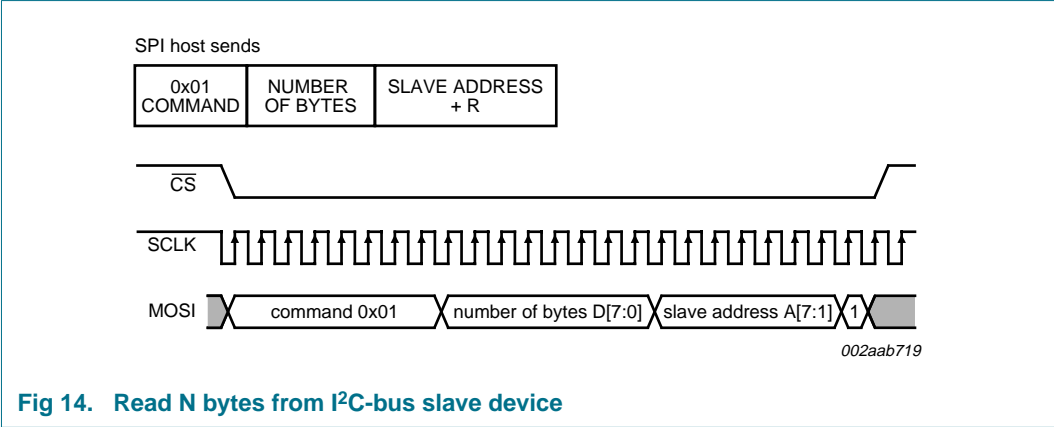 SPI host sends
0x01 COMMAND
NUMBER OF BYTES
SLAVE ADDRESS + R
CS
SCLK
MOSI
command 0x01
number of bytes D[7:0]
slave address A[7:1]
1
002aab719
Fig 14. Read N bytes from I²C-bus slave device